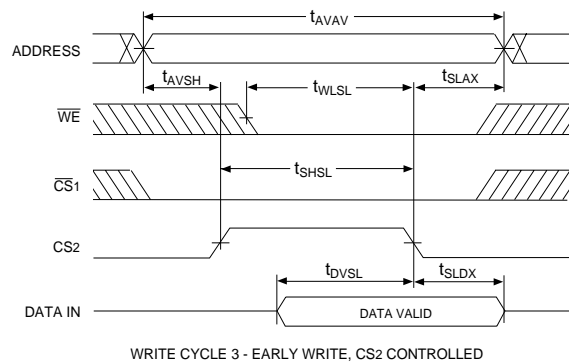 tAVAV
ADDRESS
tAVSH
tWLSL
tSLAX
WE
tSHSL
CS1
CS2
tDVSL
tSLDX
DATA IN
DATA VALID
WRITE CYCLE 3 - EARLY WRITE, CS2 CONTROLLED